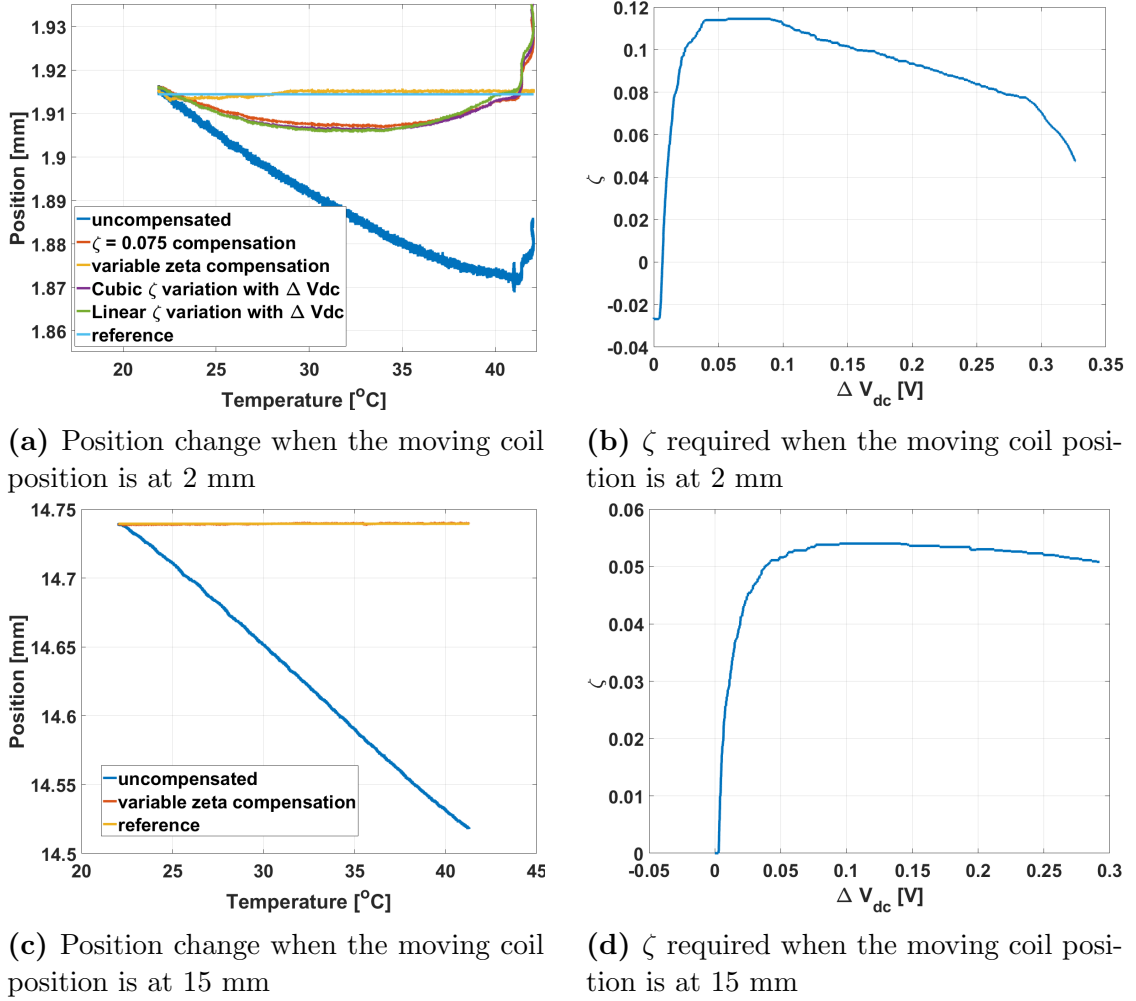 1.93
1.92
1.91
1.9
1.89
1.88
1.87
1.86
Position [mm]
uncompensated
ζ = 0.075 compensation
variable zeta compensation
Cubic ζ variation with Δ Vdc
Linear ζ variation with Δ Vdc
reference
20 25 30 35 40
Temperature [°C]
0.12
0.1
0.08
0.06
0.04
0.02
0
-0.02
-0.04
ζ
0 0.05 0.1 0.15 0.2 0.25 0.3 0.35
Δ Vdc [V]
(a) Position change when the moving coil
position is at 2 mm
(b) ζ required when the moving coil posi-
tion is at 2 mm
14.75
14.7
14.65
14.6
14.55
14.5
Position [mm]
uncompensated
variable zeta compensation
reference
20 25 30 35 40 45
Temperature [°C]
0.06
0.05
0.04
0.03
0.02
0.01
0
ζ
-0.05 0 0.05 0.1 0.15 0.2 0.25 0.3
Δ Vdc [V]
(c) Position change when the moving coil
position is at 15 mm
(d) ζ required when the moving coil posi-
tion is at 15 mm